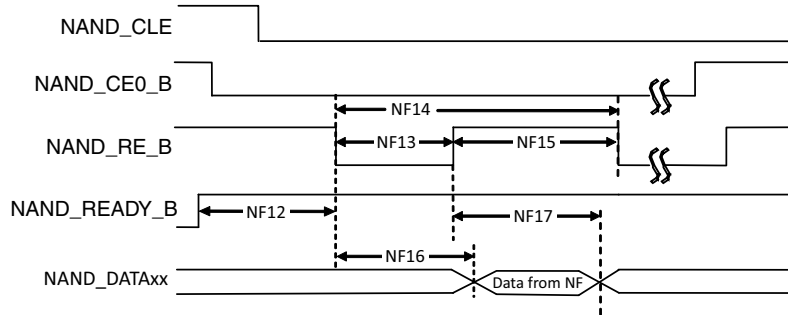 NAND_CLE
NAND_CE0_B
NF14
NAND_RE_B
NF13
NF15
NAND_READY_B
NF12
NF17
NF16
NAND_DATAxx
Data from NF